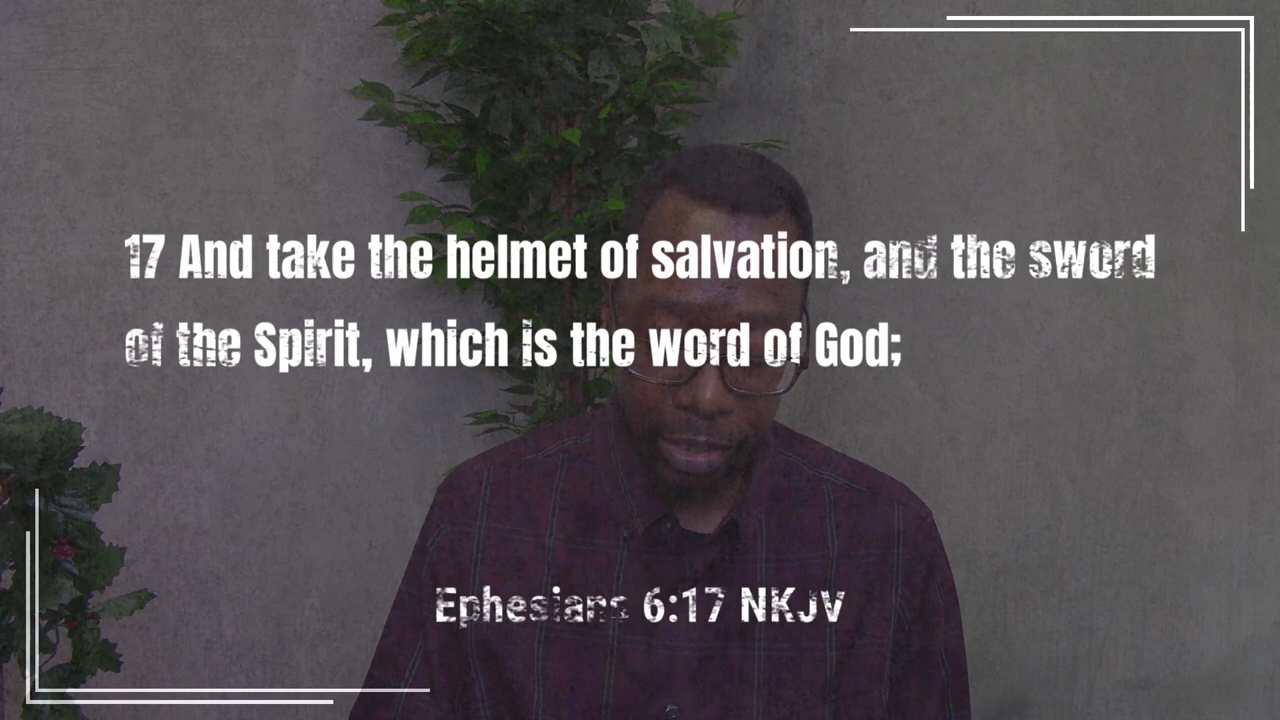 17 And take the helmet of salvation, and the sword
of the Spirit, which is the word of God;
Ephesians 6:17 NKJV